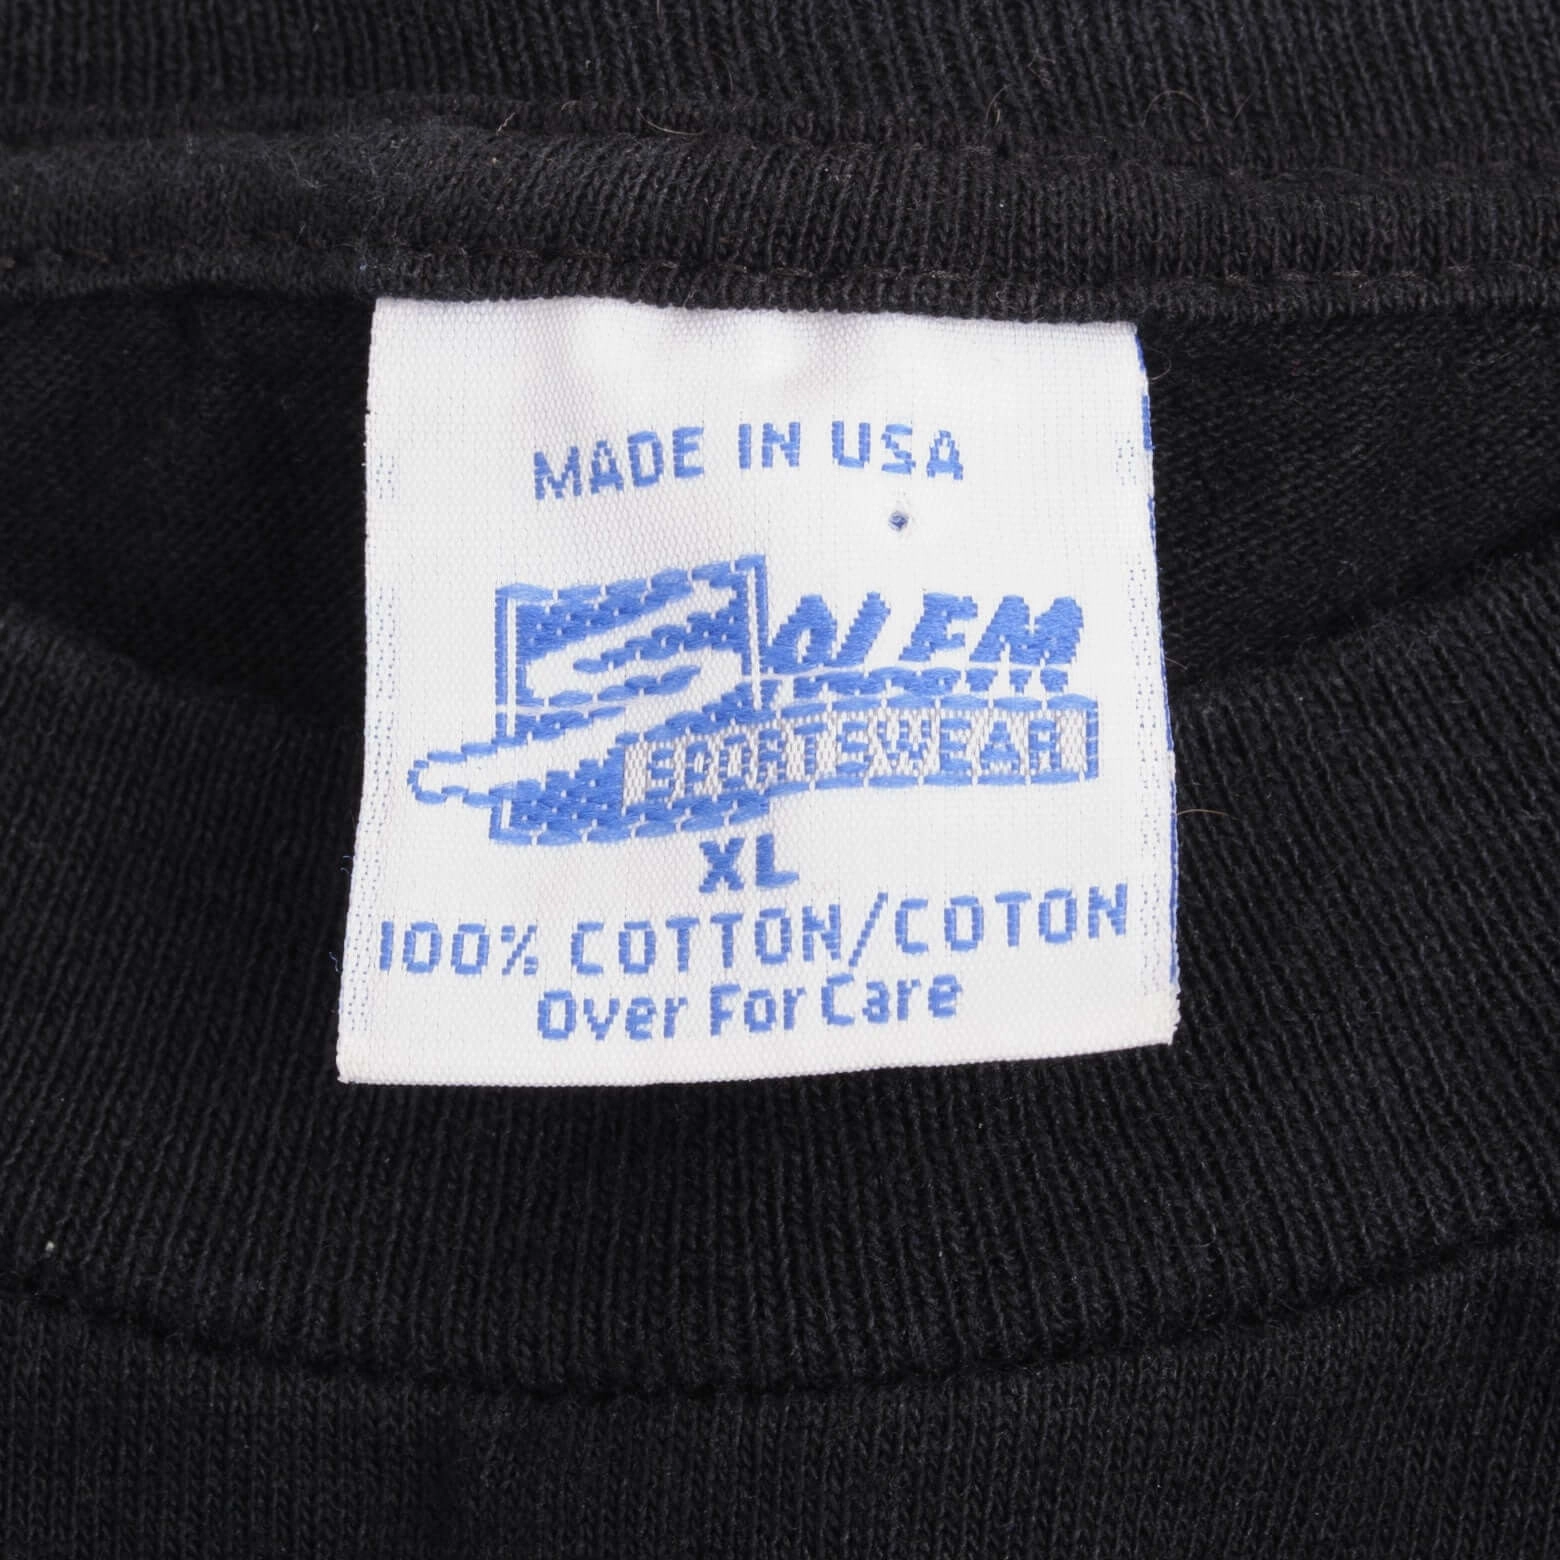 MADE IN USA
SALEM
SPORTSWEAR
XL
100% COTTON/COTON
Over For Care